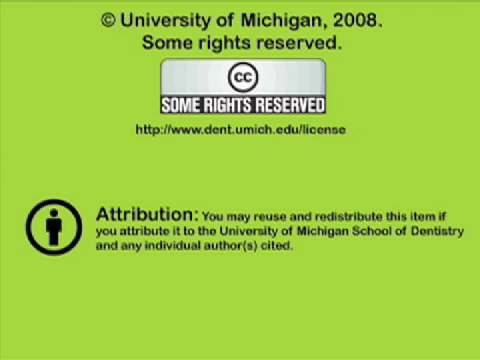 © University of Michigan, 2008.
Some rights reserved.
cc
SOME RIGHTS RESERVED
http://www.dent.umich.edu/license
Attribution: You may reuse and redistribute this item if
you attribute it to the University of Michigan School of Dentistry
and any individual author(s) cited.